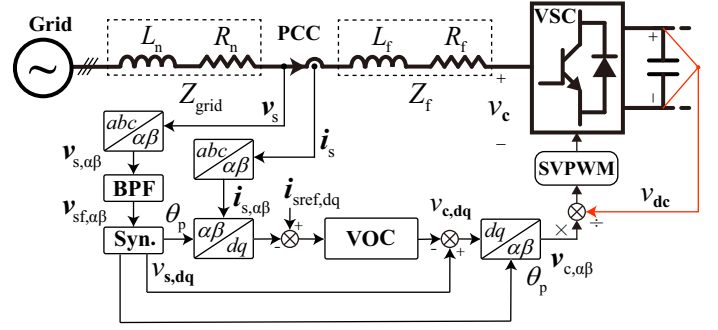 Grid
L_n
R_n
PCC
L_f
R_f
VSC
+
−
Z_grid
v_s
Z_f
+
v_c
−
i_s
abc
αβ
v_s,αβ
abc
αβ
SVPWM
v_dc
BPF
i_s,αβ
i_sref,dq
v_sf,αβ
θ_p
v_c,dq
Syn.
αβ
dq
+
-
VOC
-
+
dq
αβ
×
÷
v_c,αβ
v_s,dq
θ_p